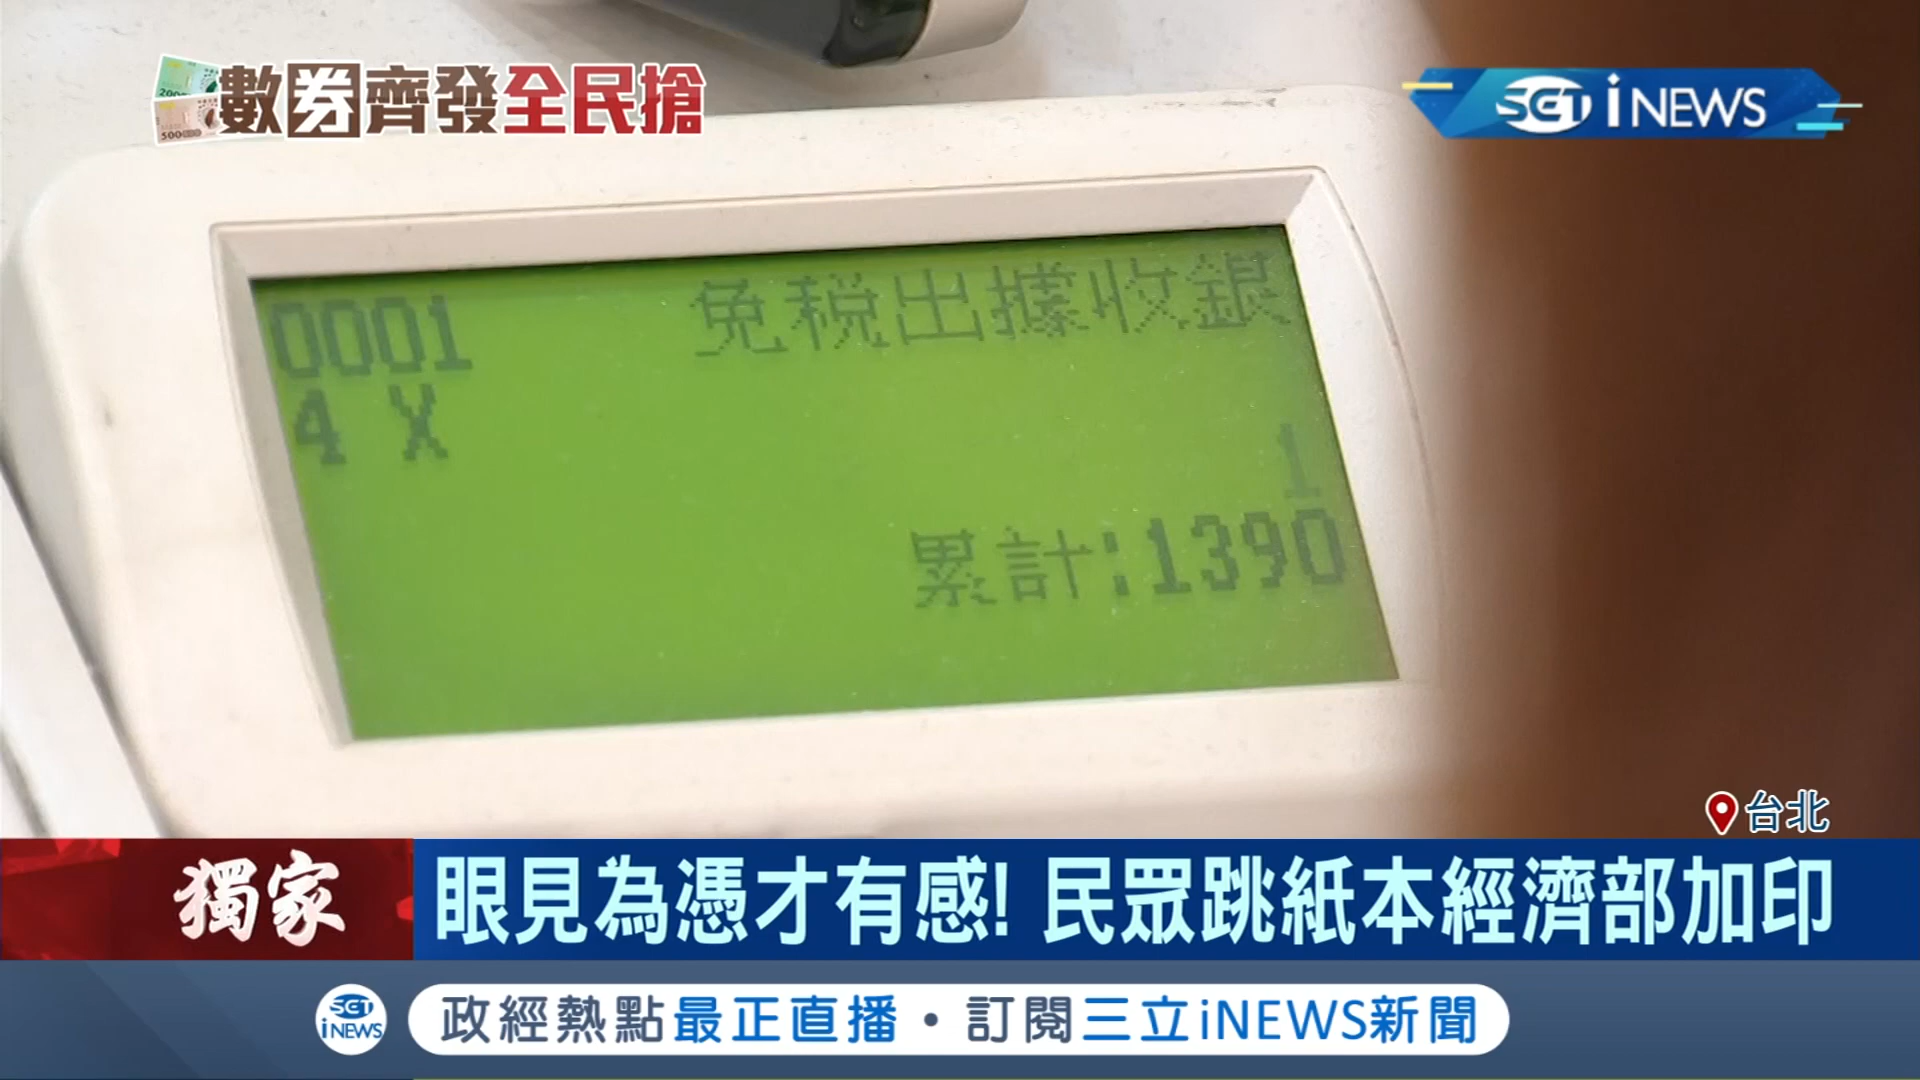 數券齊發全民搶
200
500
SET iNEWS
0001 免稅出據收銀
4 X
1
累計:1390
台北
獨家
眼見為憑才有感! 民眾跳紙本經濟部加印
SET iNEWS
政經熱點最正直播・訂閱三立iNEWS新聞